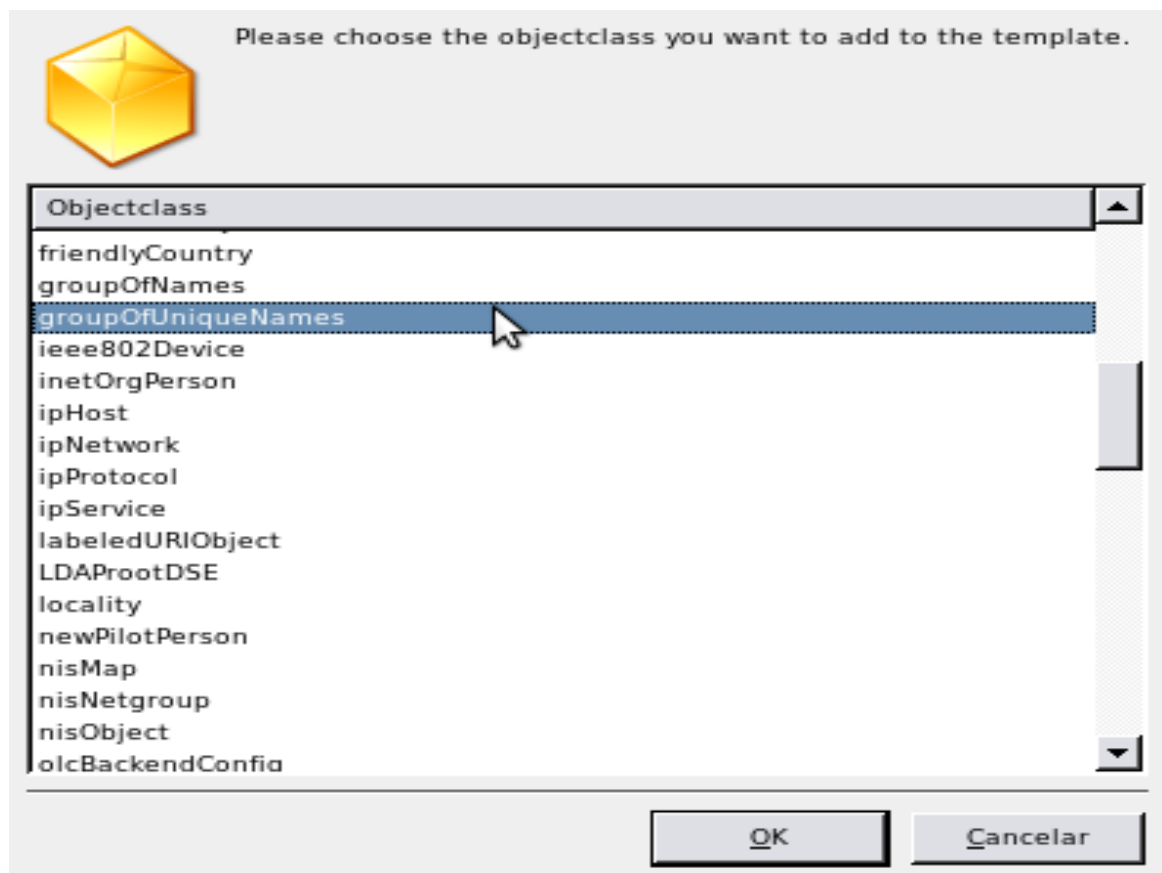 Please choose the objectclass you want to add to the template.
Objectclass
friendlyCountry
groupOfNames
groupOfUniqueNames
ieee802Device
inetOrgPerson
ipHost
ipNetwork
ipProtocol
ipService
labeledURIObject
LDAProotDSE
locality
newPilotPerson
nisMap
nisNetgroup
nisObject
olcBackendConfig
OK
Cancelar